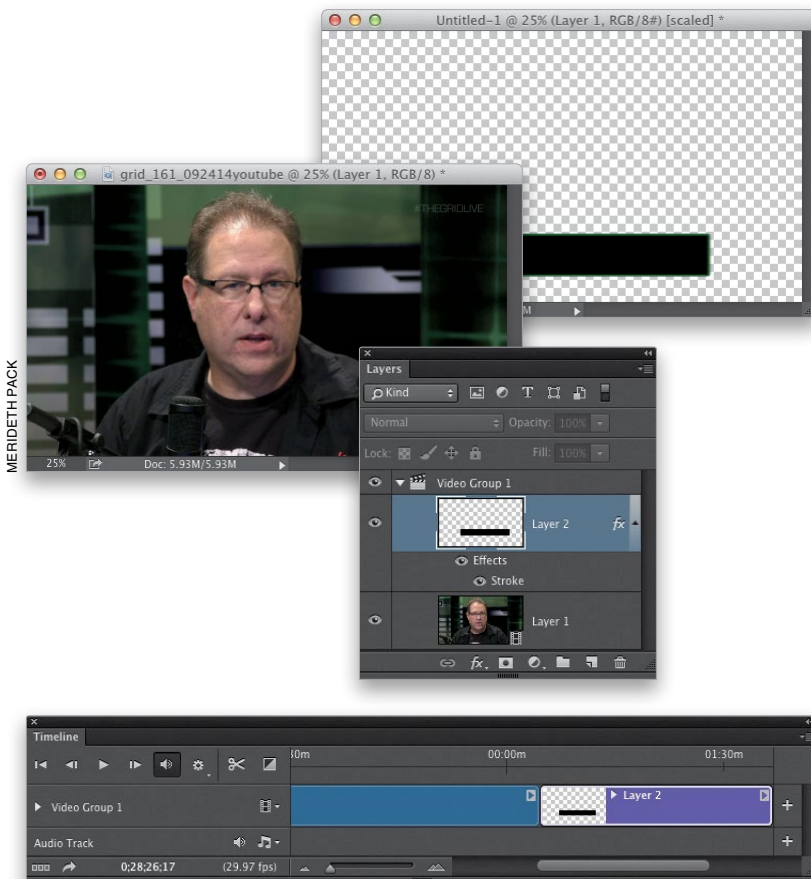 Untitled-1 @ 25% (Layer 1, RGB/8#) [scaled] *
grid_161_092414youtube @ 25% (Layer 1, RGB/8) *
#THEGRIDLIVE
MERIDETH PACK
25% Doc: 5.93M/5.93M
M
Layers
Kind
Normal Opacity: 100%
Lock: Fill: 100%
Video Group 1
Layer 2 fx
Effects
Stroke
Layer 1
fx.
Timeline
00:00m 01:30m
Video Group 1
Layer 2
Audio Track
0;28;26;17 (29.97 fps)